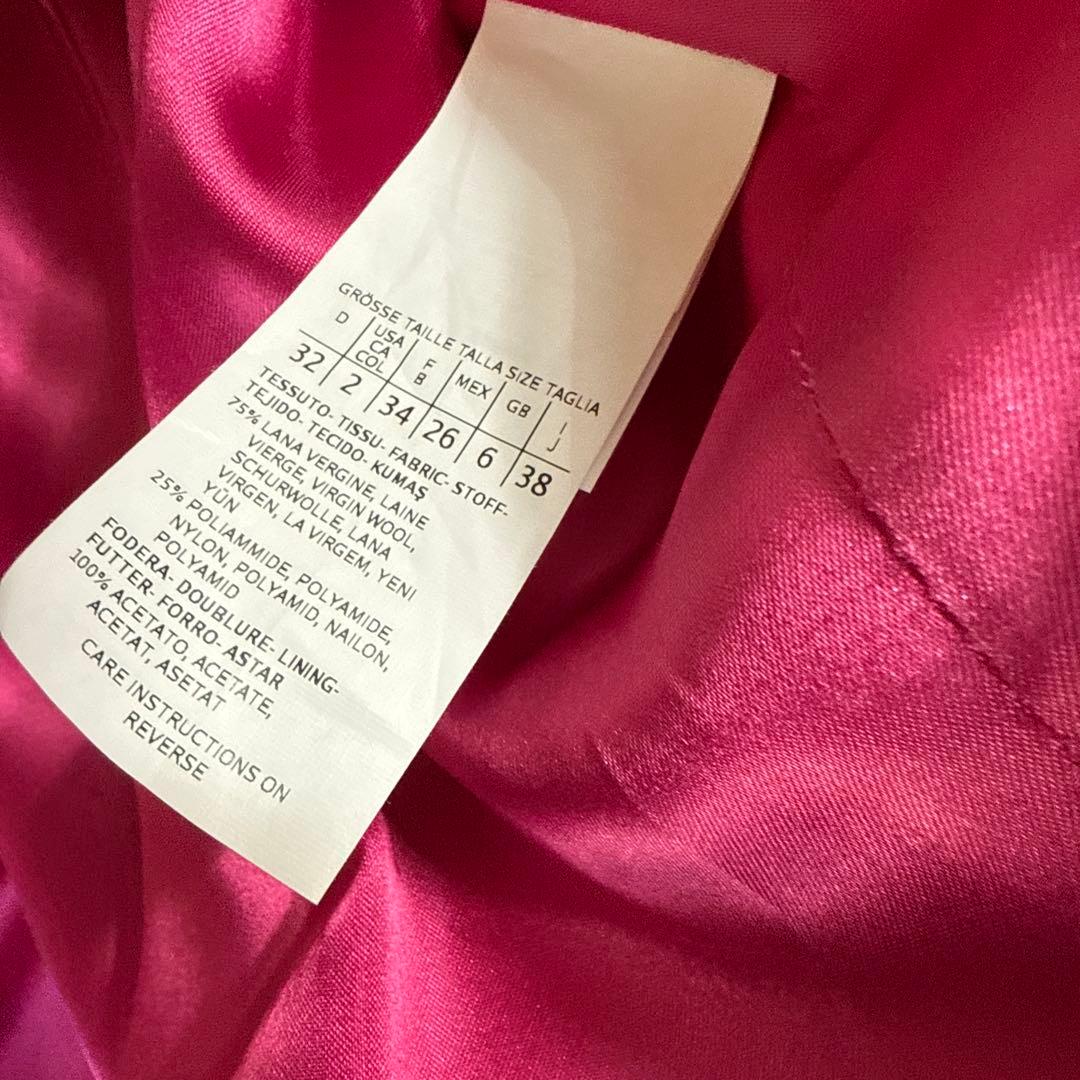 GRÖSSE TAILLE TALLA SIZE TAGLIA
D USA CA COL F B MEX GB I J
32 2 34 26 6 38
TESSUTO- TISSU- FABRIC- STOFF-
TEJIDO- TECIDO- KUMAŞ
75% LANA VERGINE, LAINE
VIERGE, VIRGIN WOOL,
SCHURWOLLE, LANA
VIRGEN, LA VIRGEM, YENI
YÜN
25% POLIAMMIDE, POLYAMIDE,
NYLON, POLYAMID, NAILON,
POLYAMID
FODERA- DOUBLURE- LINING-
FUTTER- FORRO- ASTAR
100% ACETATO, ACETATE,
ACETAT, ASETAT
CARE INSTRUCTIONS ON
REVERSE